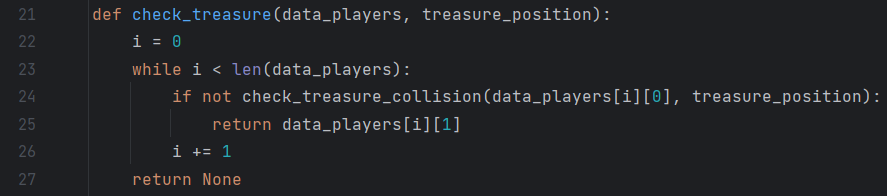 21 def check_treasure(data_players, treasure_position):
22     i = 0
23     while i < len(data_players):
24         if not check_treasure_collision(data_players[i][0], treasure_position):
25             return data_players[i][1]
26         i += 1
27     return None